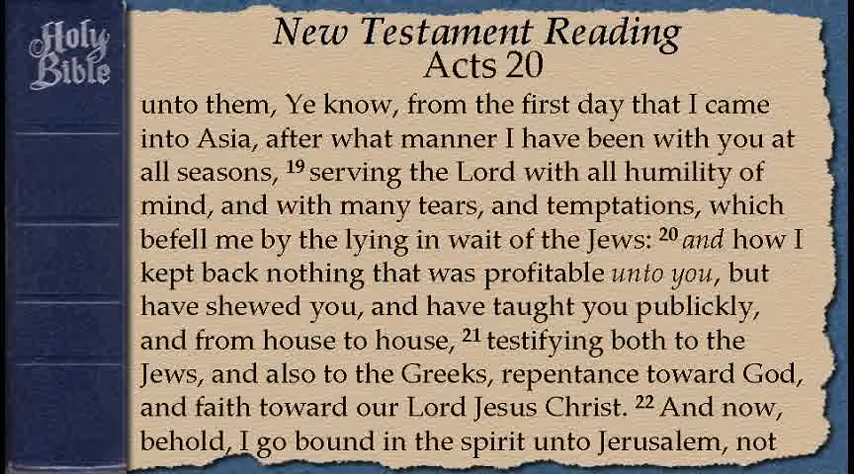 Holy
Bible
New Testament Reading
Acts 20
unto them, Ye know, from the first day that I came
into Asia, after what manner I have been with you at
all seasons, 19 serving the Lord with all humility of
mind, and with many tears, and temptations, which
befell me by the lying in wait of the Jews: 20 and how I
kept back nothing that was profitable unto you, but
have shewed you, and have taught you publickly,
and from house to house, 21 testifying both to the
Jews, and also to the Greeks, repentance toward God,
and faith toward our Lord Jesus Christ. 22 And now,
behold, I go bound in the spirit unto Jerusalem, not